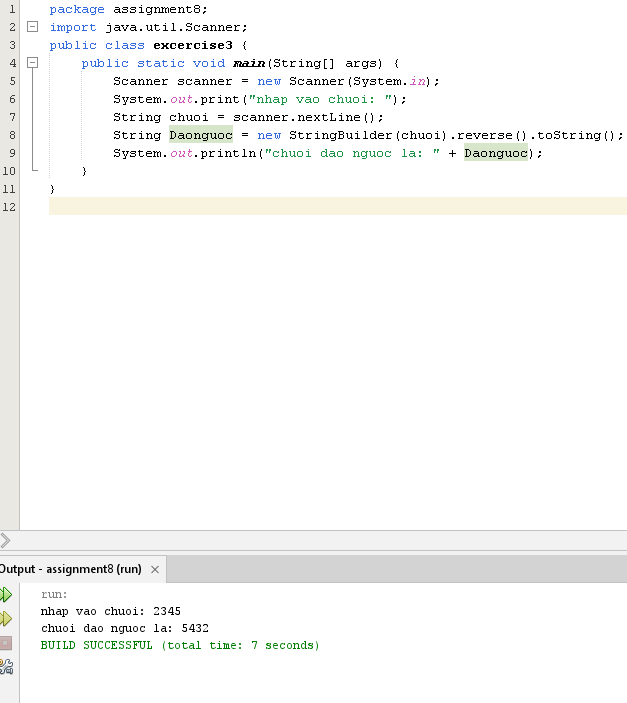 1 package assignment8;
2 import java.util.Scanner;
3 public class excercise3 {
4 public static void main(String[] args) {
5 Scanner scanner = new Scanner(System.in);
6 System.out.print("nhap vao chuoi: ");
7 String chuoi = scanner.nextLine();
8 String Daonguoc = new StringBuilder(chuoi).reverse().toString();
9 System.out.println("chuoi dao nguoc la: " + Daonguoc);
10 }
11 }
12
Output - assignment8 (run)
run:
nhap vao chuoi: 2345
chuoi dao nguoc la: 5432
BUILD SUCCESSFUL (total time: 7 seconds)